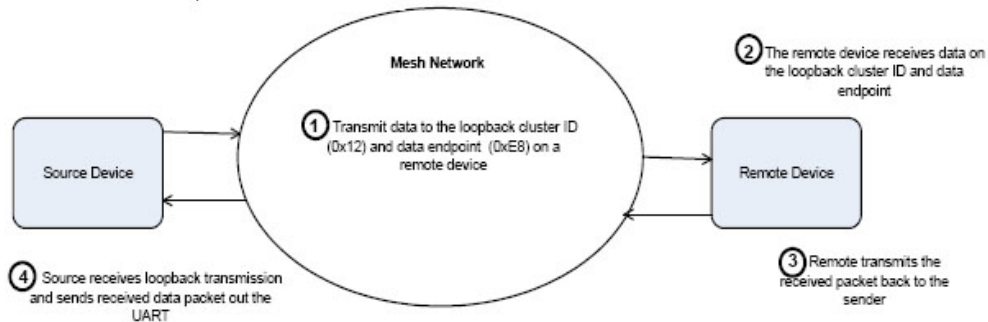 Mesh Network
1 Transmit data to the loopback cluster ID
(0x12) and data endpoint (0xE8) on a
remote device
2 The remote device receives data on
the loopback cluster ID and data
endpoint
Source Device
Remote Device
3 Remote transmits the
received packet back to the
sender
4 Source receives loopback transmission
and sends received data packet out the
UART